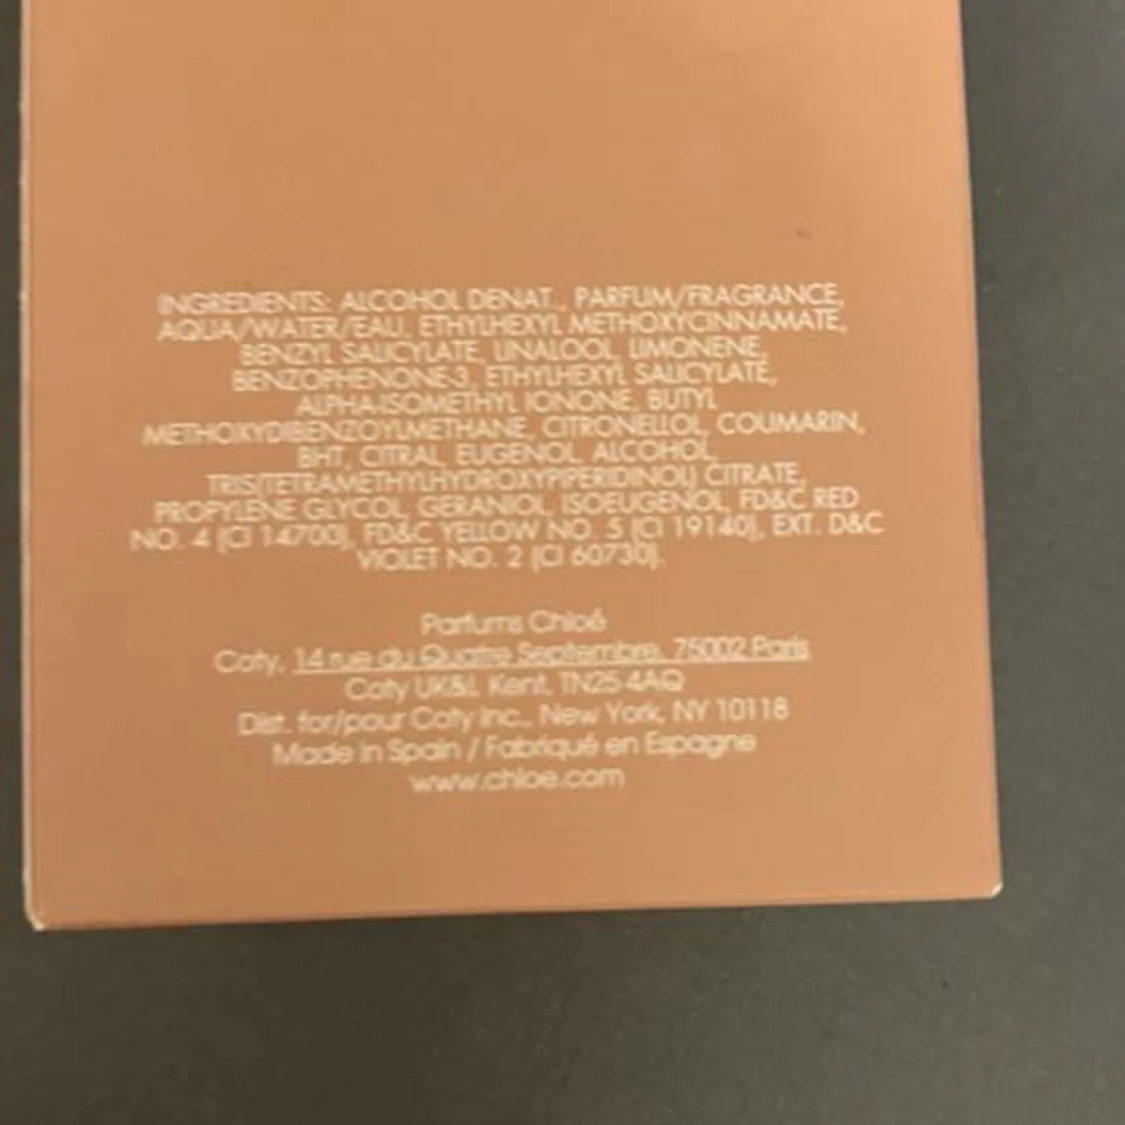 INGREDIENTS: ALCOHOL DENAT., PARFUM/FRAGRANCE,
AQUA/WATER/EAU, ETHYLHEXYL METHOXYCINNAMATE,
BENZYL SALICYLATE, LINALOOL, LIMONENE,
BENZOPHENONE-3, ETHYLHEXYL SALICYLATE,
ALPHA-ISOMETHYL IONONE, BUTYL
METHOXYDIBENZOYLMETHANE, CITRONELLOL, COUMARIN,
BHT, CITRAL, EUGENOL, ALCOHOL,
TRIS(TETRAMETHYLHYDROXYPIPERIDINOL) CITRATE,
PROPYLENE GLYCOL, GERANIOL, ISOEUGENOL, FD&C RED
NO. 4 (CI 14700), FD&C YELLOW NO. 5 (CI 19140), EXT. D&C
VIOLET NO. 2 (CI 60730).
Parfums Chloé
Coty, 14 rue du Quatre Septembre, 75002 Paris
Coty UK&I, Kent, TN25 4AQ
Dist. for/pour Coty Inc., New York, NY 10118
Made in Spain / Fabriqué en Espagne
www.chloe.com